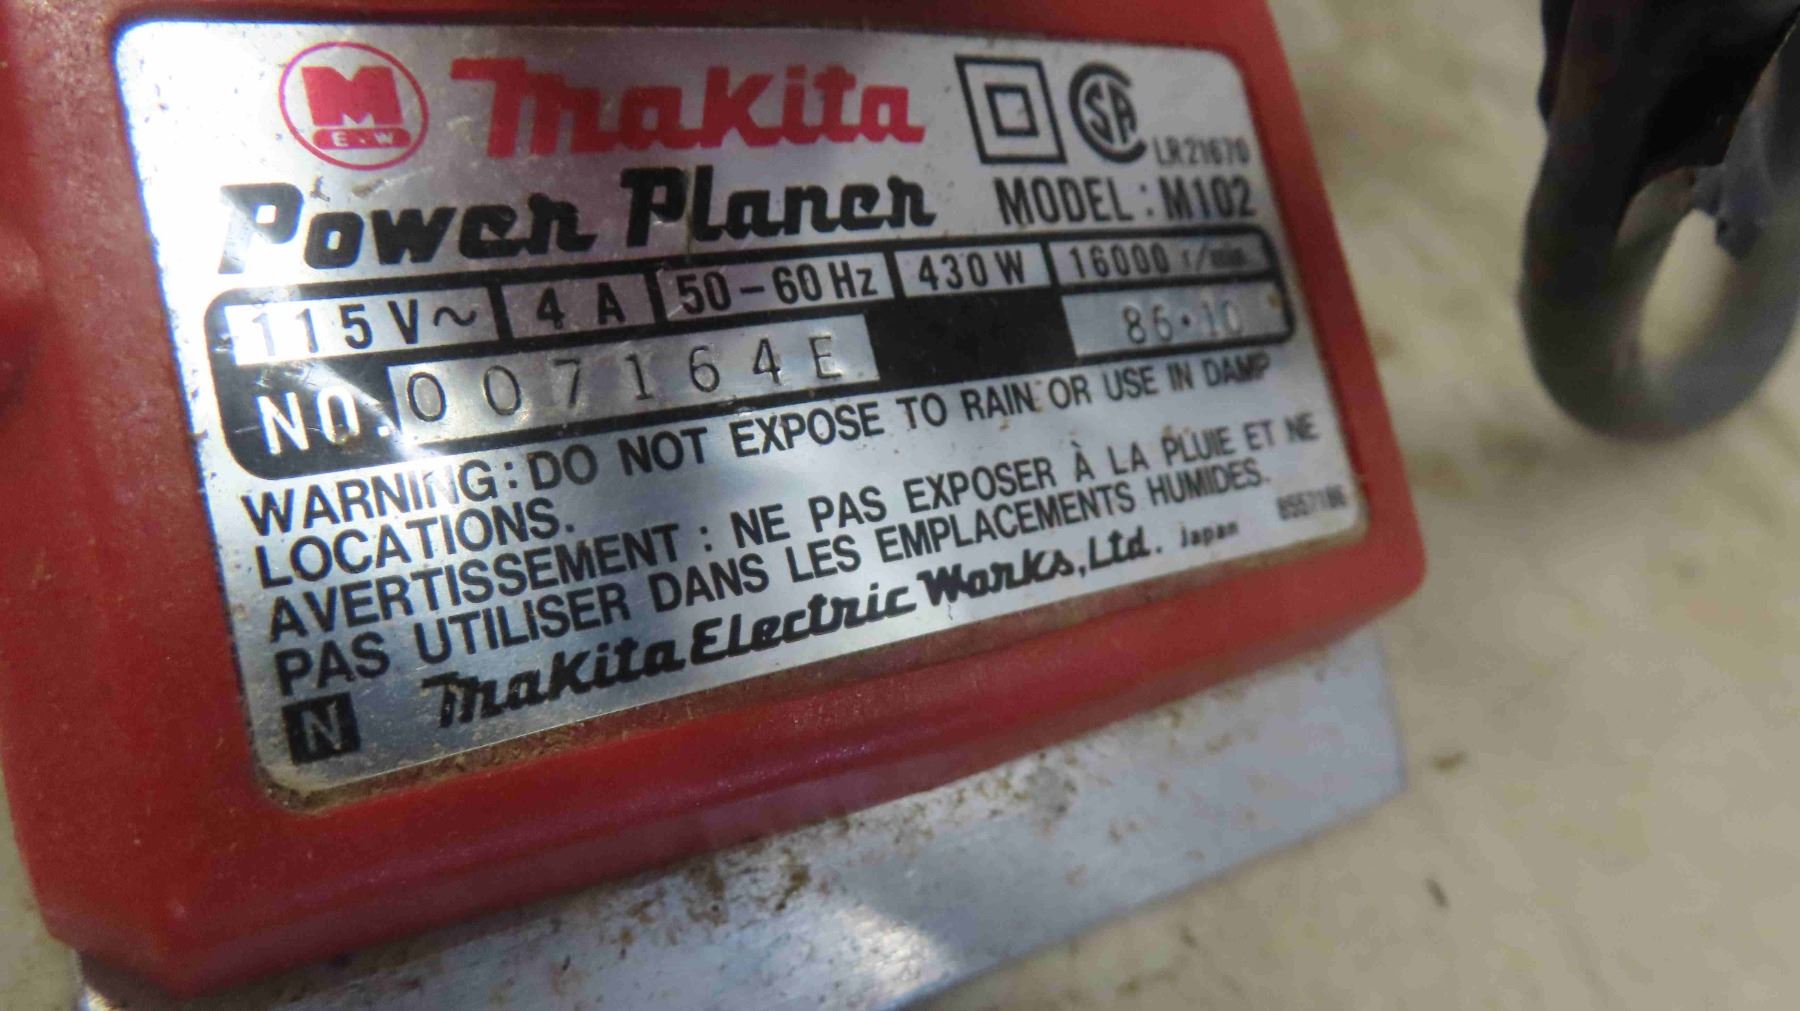 M
E.W
Makita
LR21670
Power Planer
MODEL: M102
115V~ 4 A 50-60Hz 430W 16000 r/min
NO. 007164E 86.10
WARNING: DO NOT EXPOSE TO RAIN OR USE IN DAMP
LOCATIONS.
AVERTISSEMENT : NE PAS EXPOSER À LA PLUIE ET NE
PAS UTILISER DANS LES EMPLACEMENTS HUMIDES.
N Makita Electric Works, Ltd. Japan